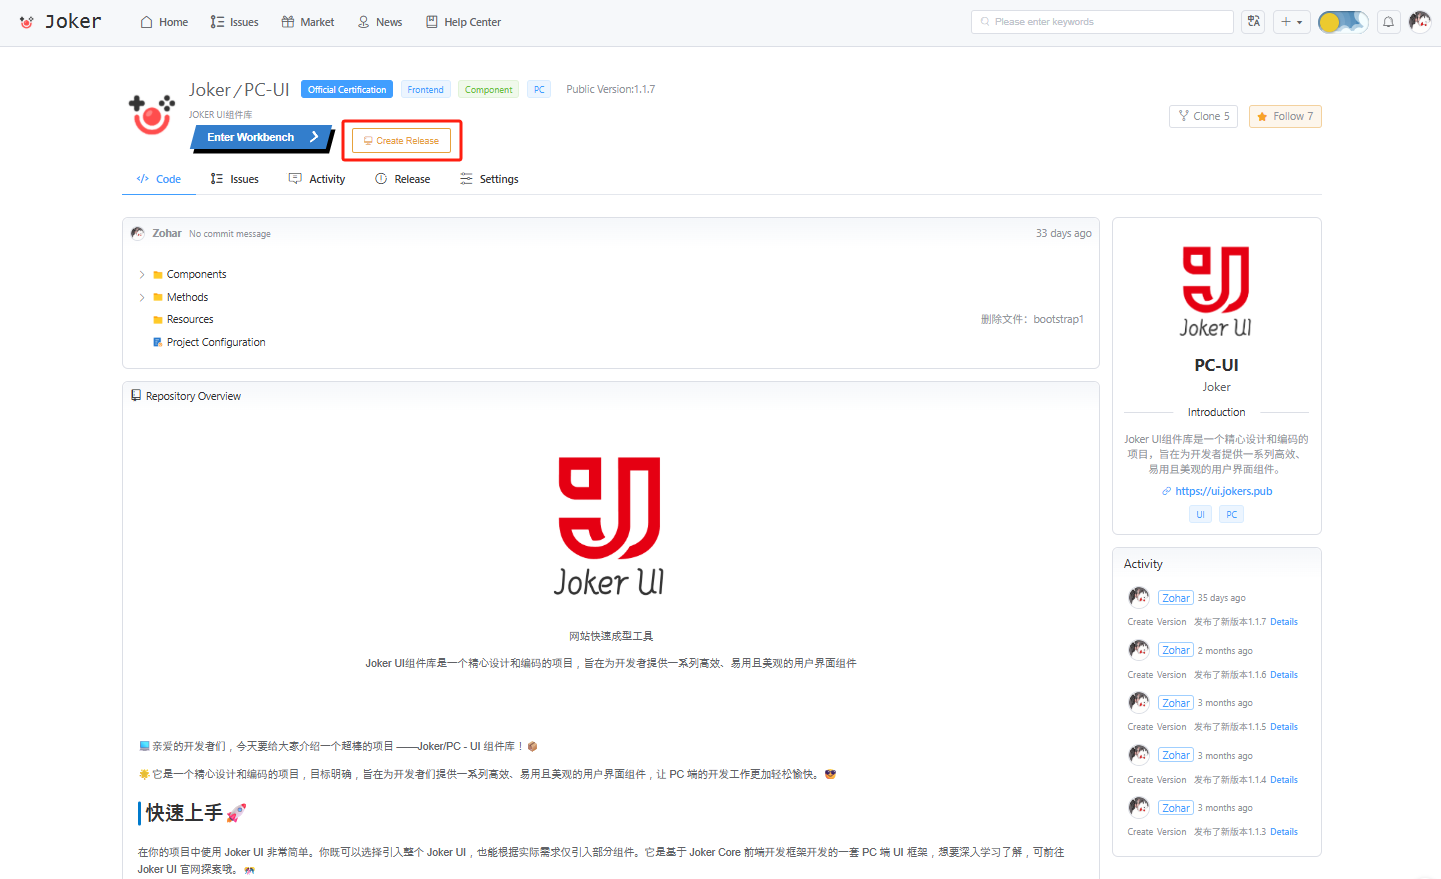 Joker Home Issues Market News Help Center Please enter keywords
Joker / PC-UI Official Certification Frontend Component PC Public Version:1.1.7
JOKER UI组件库
Clone 5 Follow 7
Enter Workbench Create Release
Code Issues Activity Release Settings
Zohar No commit message 33 days ago
Components
Methods
Resources 删除文件：bootstrap1
Project Configuration
Repository Overview
Joker UI
网站快速成型工具
Joker UI组件库是一个精心设计和编码的项目，旨在为开发者提供一系列高效、易用且美观的用户界面组件
亲爱的开发者们，今天要给大家介绍一个超棒的项目 ——Joker/PC - UI 组件库！
它是一个精心设计和编码的项目，目标明确，旨在为开发者们提供一系列高效、易用且美观的用户界面组件，让 PC 端的开发工作更加轻松愉快。
快速上手
在你的项目中使用 Joker UI 非常简单。你既可以选择引入整个 Joker UI，也能根据实际需求仅引入部分组件。它是基于 Joker Core 前端开发框架开发的一套 PC 端 UI 框架，想要深入学习了解，可前往
Joker UI 官网探索哦。
Joker UI
PC-UI
Joker
Introduction
Joker UI组件库是一个精心设计和编码的
项目，旨在为开发者提供一系列高效、
易用且美观的用户界面组件。
https://ui.jokers.pub
UI PC
Activity
Zohar 35 days ago
Create Version 发布了新版本1.1.7 Details
Zohar 2 months ago
Create Version 发布了新版本1.1.6 Details
Zohar 3 months ago
Create Version 发布了新版本1.1.5 Details
Zohar 3 months ago
Create Version 发布了新版本1.1.4 Details
Zohar 3 months ago
Create Version 发布了新版本1.1.3 Details